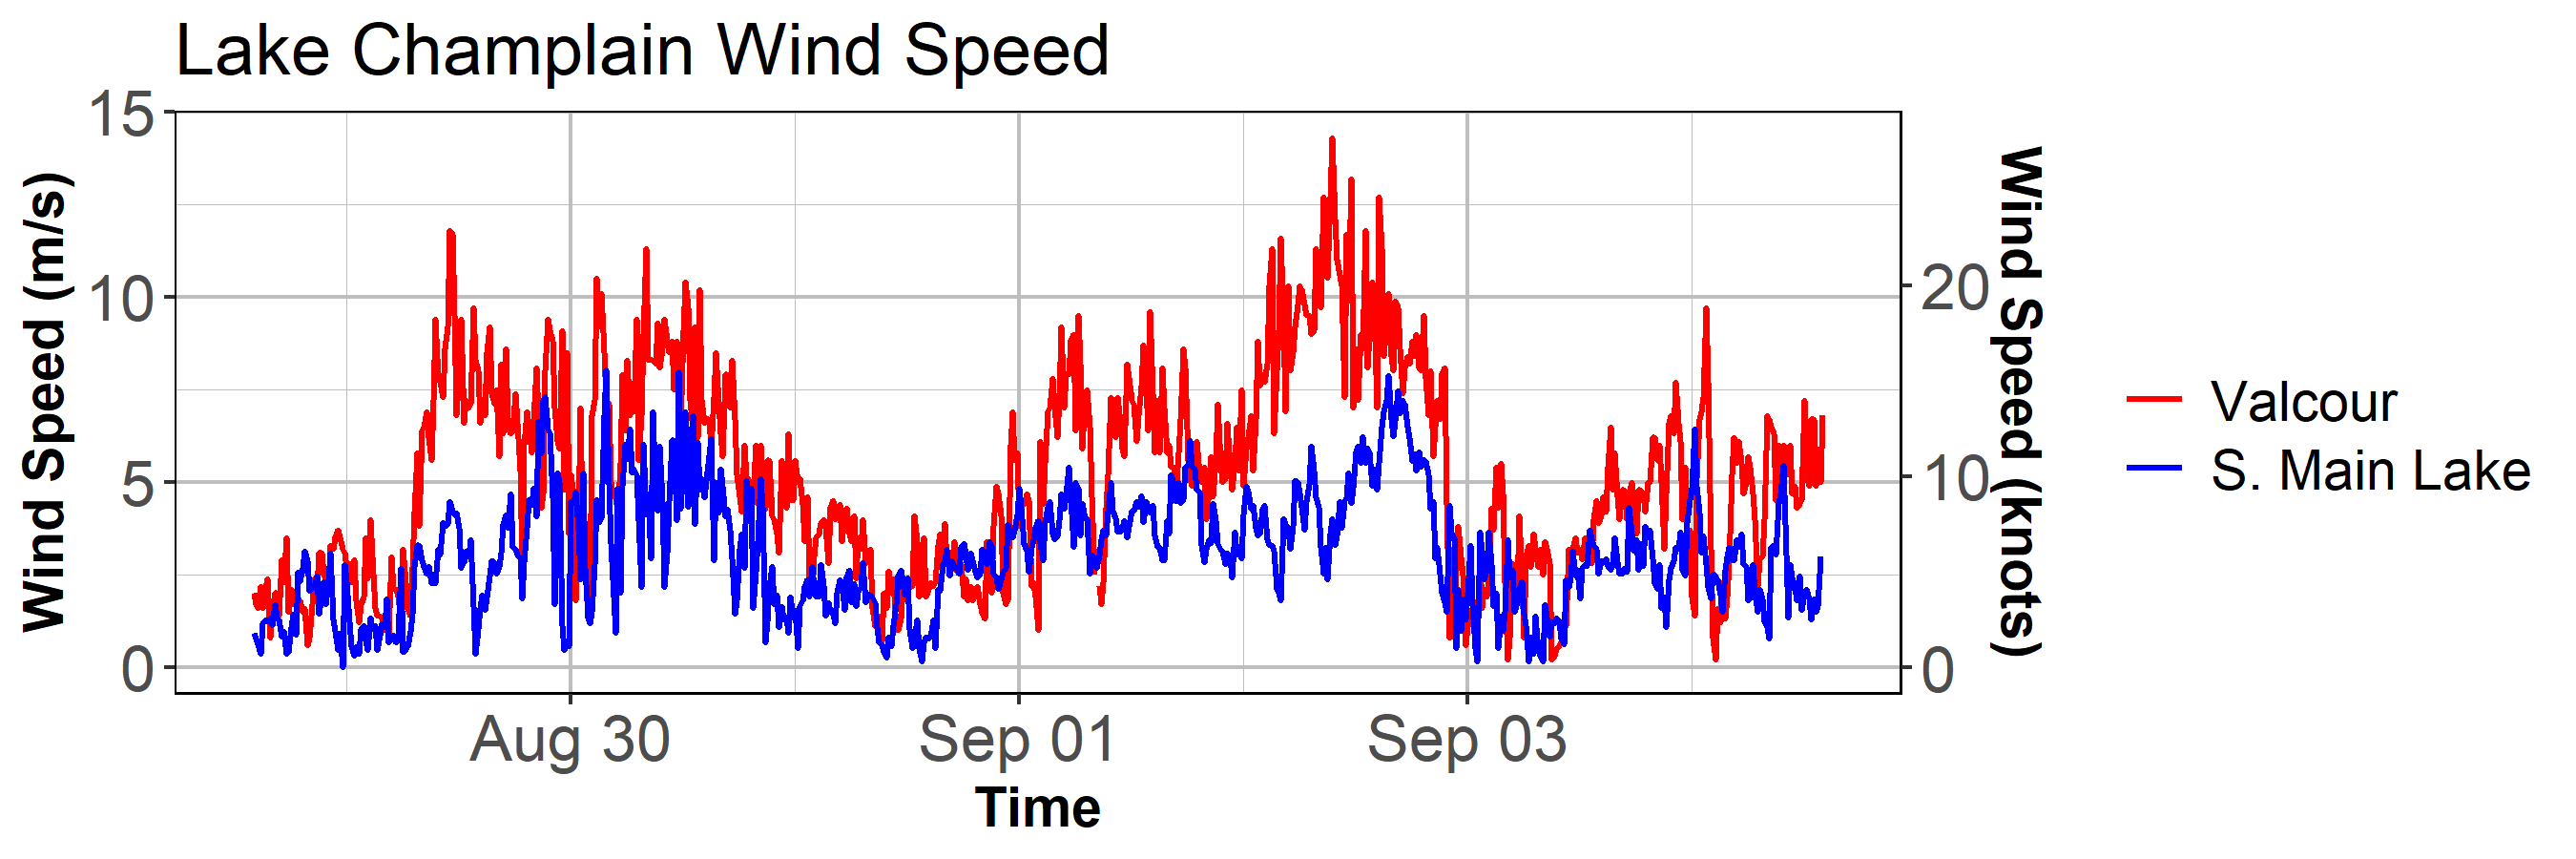 Lake Champlain Wind Speed
15
10
5
0
Wind Speed (m/s)
20
10
0
Wind Speed (knots)
Aug 30
Sep 01
Sep 03
Time
Valcour
S. Main Lake